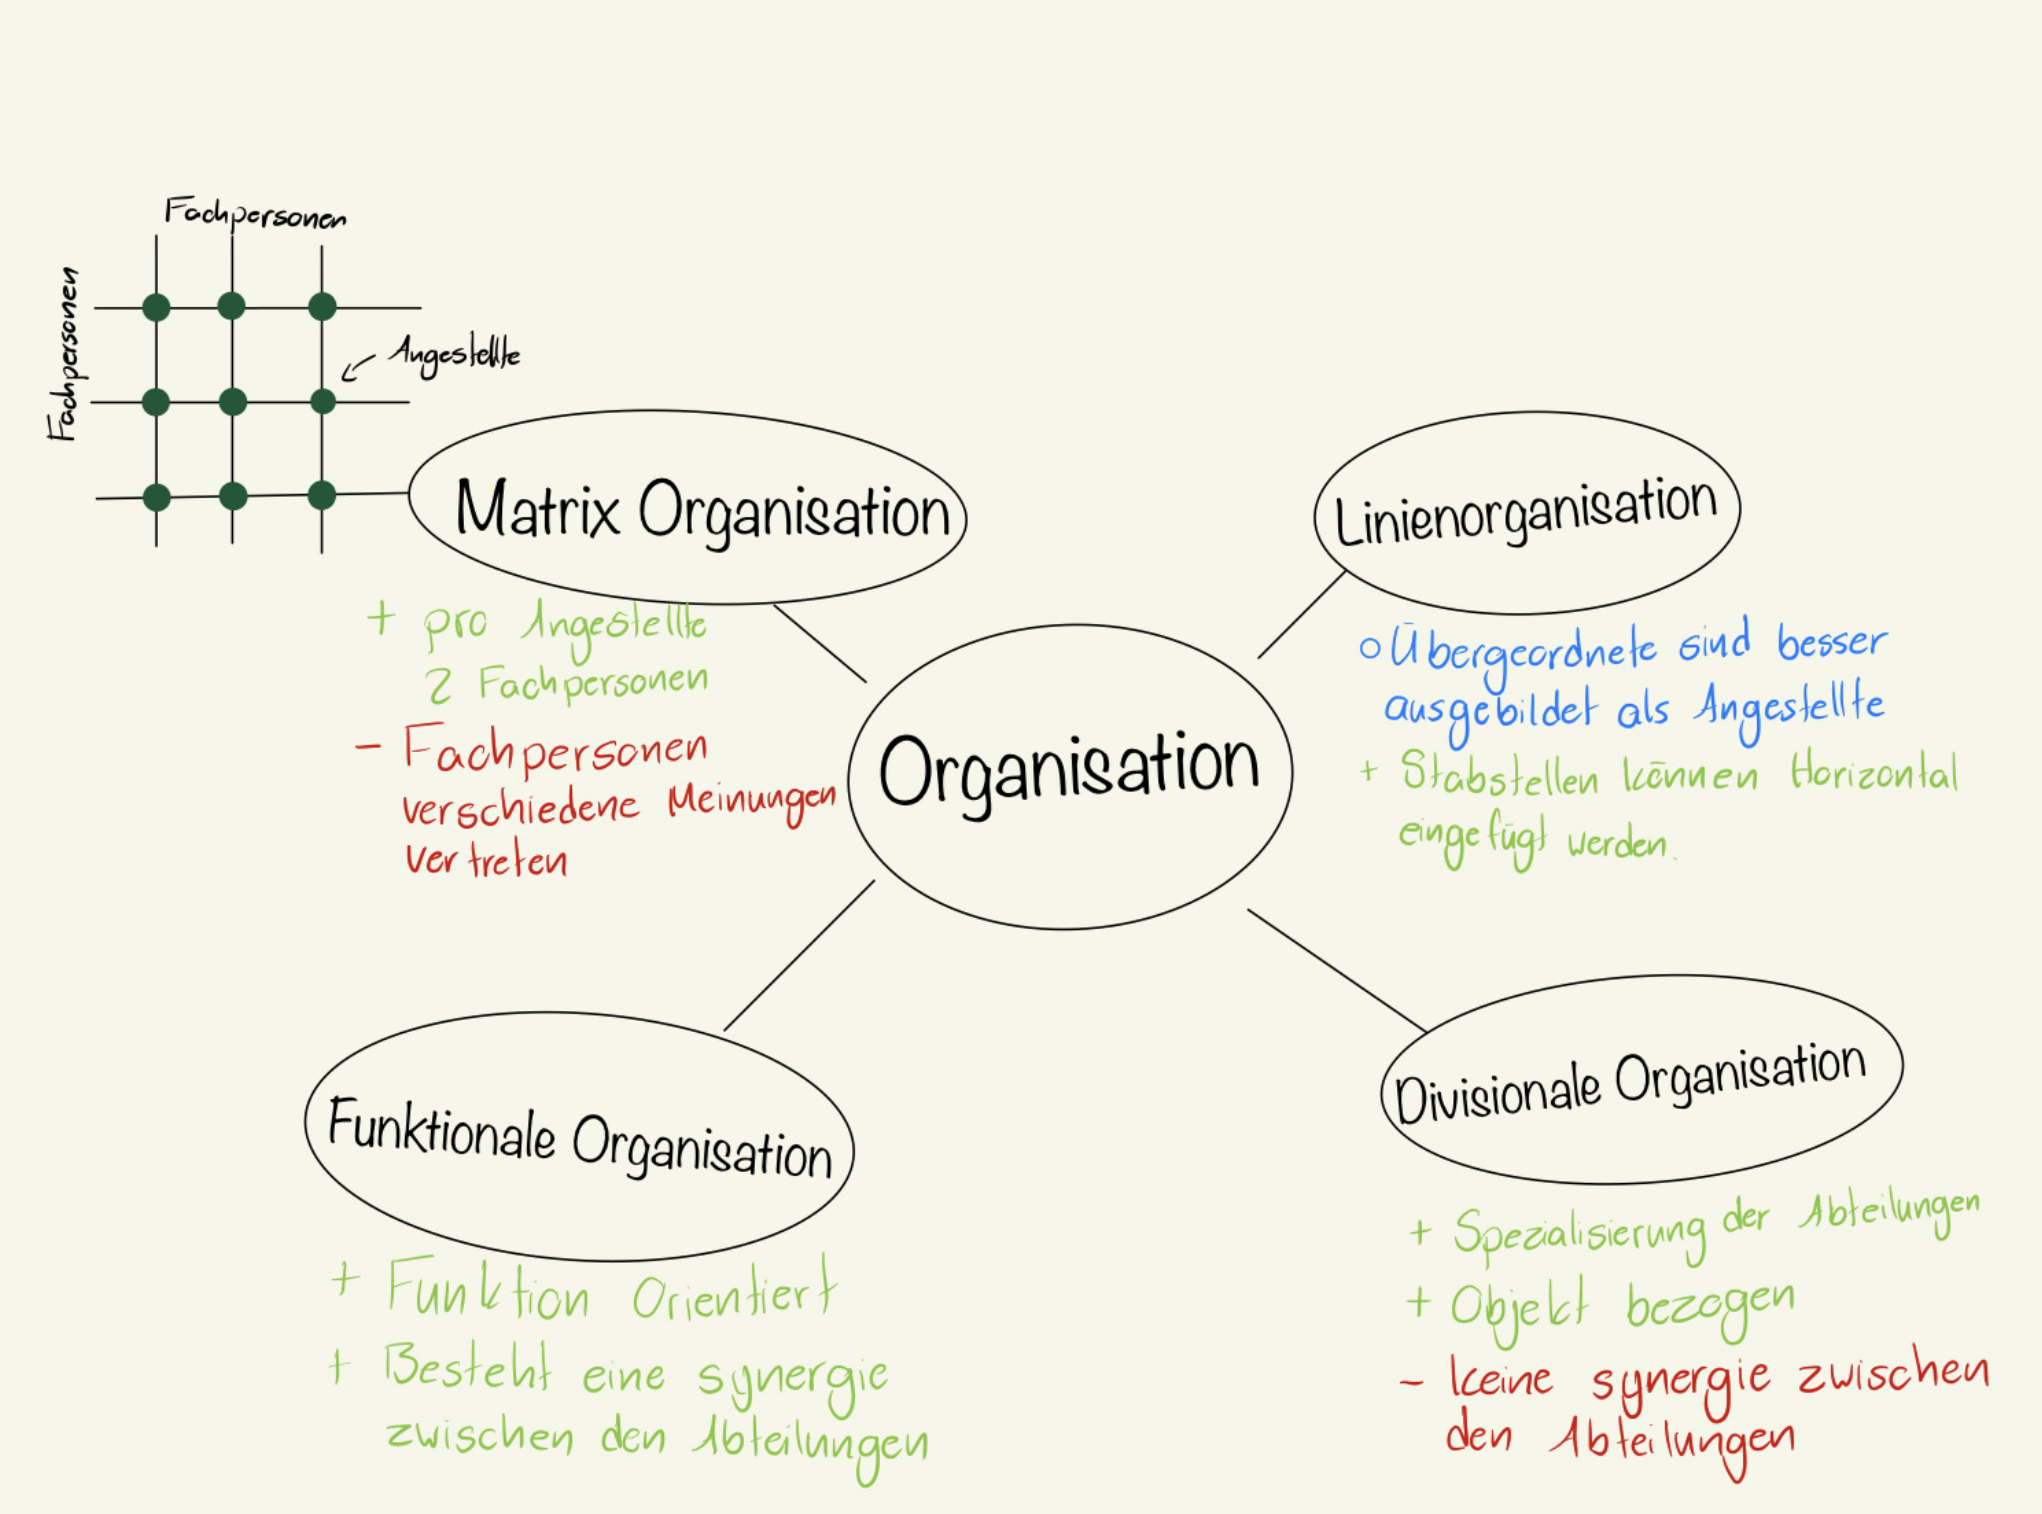 Fachpersonen
Fachpersonen
Angestellte
Matrix Organisation
+ pro Angestellte
2 Fachpersonen
- Fachpersonen
verschiedene Meinungen
vertreten
Linienorganisation
o Übergeordnete sind besser
ausgebildet als Angestellte
+ Stabstellen können Horizontal
eingefügt werden.
Organisation
Funktionale Organisation
+ Funktion Orientiert
+ Besteht eine synergie
zwischen den Abteilungen
Divisionale Organisation
+ Spezialisierung der Abteilungen
+ Objekt bezogen
- keine synergie zwischen
den Abteilungen